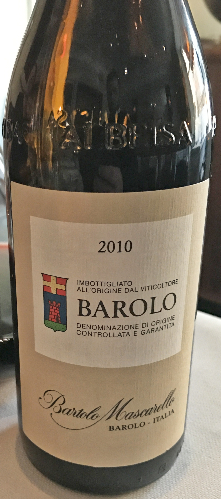 2010
IMBOTTIGLIATO
ALL'ORIGINE DAL VITICOLTORE
BAROLO
DENOMINAZIONE DI ORIGINE
CONTROLLATA E GARANTITA
Bartolo Mascarello
BAROLO - ITALIA